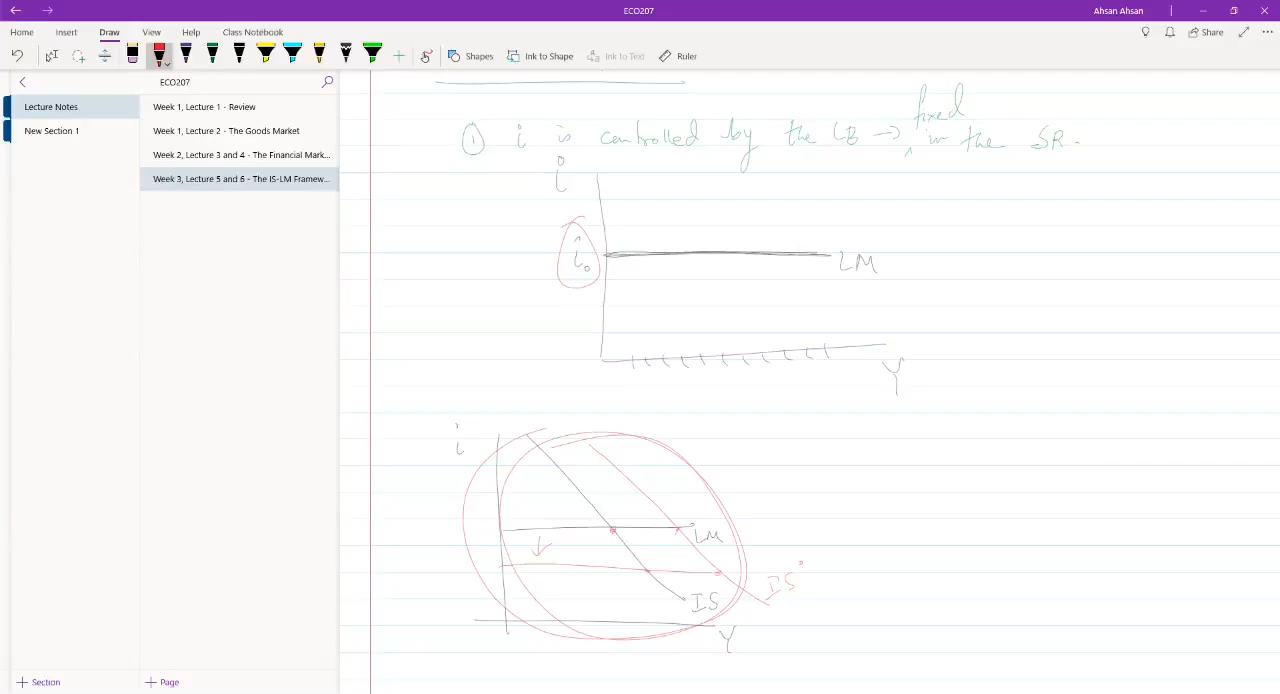 ECO207
Ahsan Ahsan
Home Insert Draw View Help Class Notebook
Share
Shapes Ink to Shape Ink to Text Ruler
ECO207
Lecture Notes
New Section 1
Week 1, Lecture 1 - Review
Week 1, Lecture 2 - The Goods Market
Week 2, Lecture 3 and 4 - The Financial Mark...
Week 3, Lecture 5 and 6 - The IS-LM Framew...
fixed
① i is controlled by the CB → ^ in the SR.
i
i₀
LM
Y
i
LM
IS'
IS
Y
+ Section
+ Page